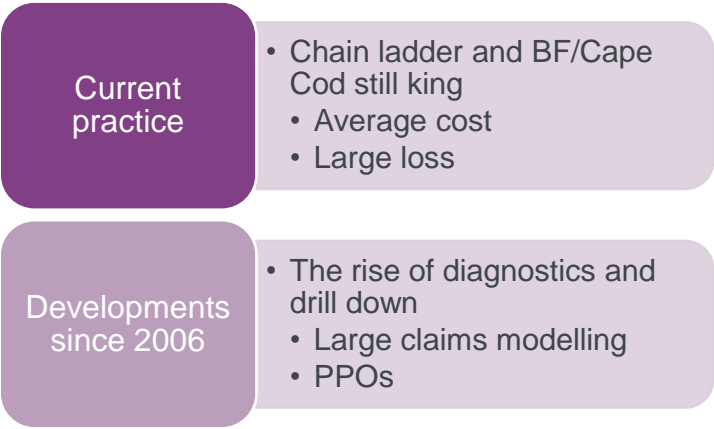 Current
practice
• Chain ladder and BF/Cape
Cod still king
• Average cost
• Large loss
Developments
since 2006
• The rise of diagnostics and
drill down
• Large claims modelling
• PPOs